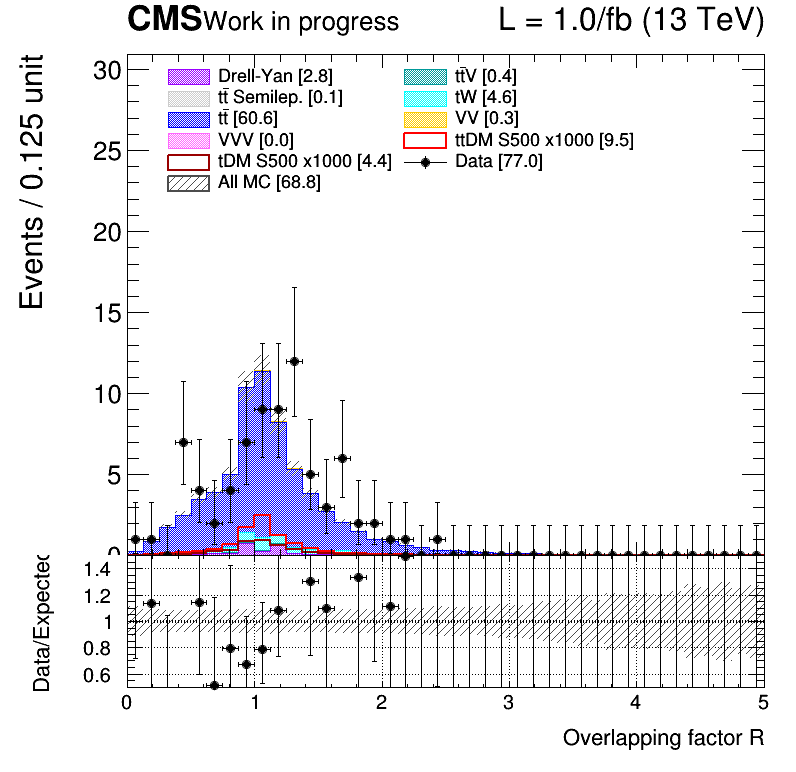 CMS Work in progress L = 1.0/fb (13 TeV)
Events / 0.125 unit
30
25
20
15
10
5
0
Drell-Yan [2.8]
tt̄V [0.4]
tt̄ Semilep. [0.1]
tW [4.6]
tt̄ [60.6]
VV [0.3]
VVV [0.0]
ttDM S500 x1000 [9.5]
tDM S500 x1000 [4.4]
Data [77.0]
All MC [68.8]
Data/Expected
1.4
1.2
1
0.8
0.6
0 1 2 3 4 5
Overlapping factor R